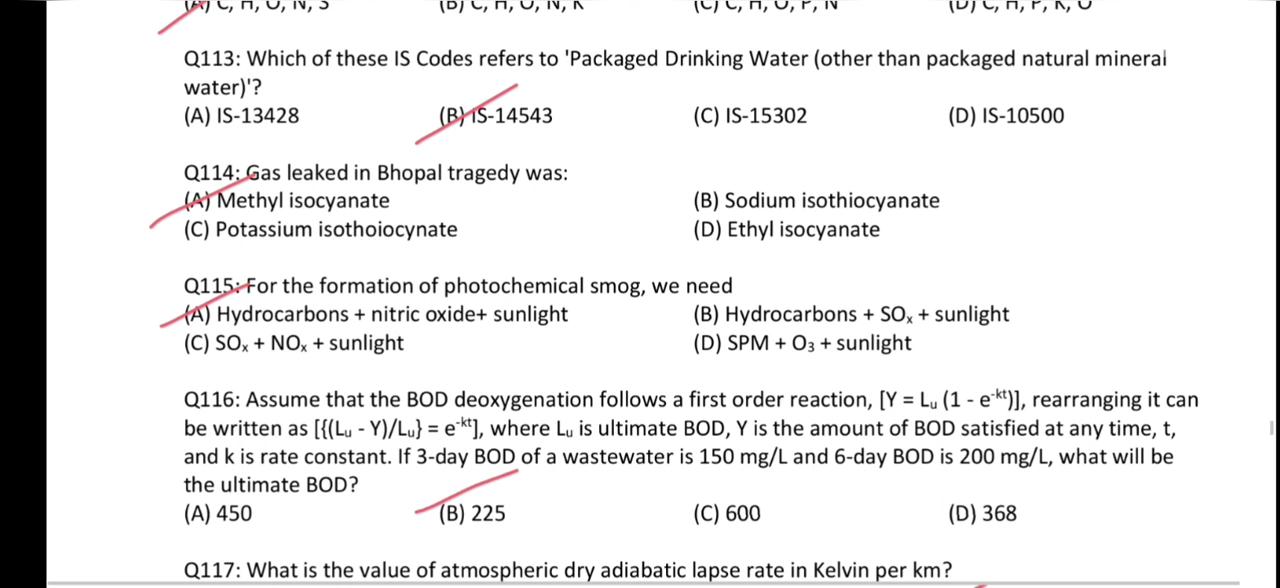 (A) C, H, O, N, S (B) C, H, O, N, K (C) C, H, O, P, N (D) C, H, P, K, O
Q113: Which of these IS Codes refers to 'Packaged Drinking Water (other than packaged natural mineral
water)'?
(A) IS-13428 (B) IS-14543 (C) IS-15302 (D) IS-10500
Q114: Gas leaked in Bhopal tragedy was:
(A) Methyl isocyanate (B) Sodium isothiocyanate
(C) Potassium isothoiocynate (D) Ethyl isocyanate
Q115: For the formation of photochemical smog, we need
(A) Hydrocarbons + nitric oxide+ sunlight (B) Hydrocarbons + SOₓ + sunlight
(C) SOₓ + NOₓ + sunlight (D) SPM + O₃ + sunlight
Q116: Assume that the BOD deoxygenation follows a first order reaction, [Y = Lᵤ (1 - e⁻ᵏᵗ)], rearranging it can
be written as [{(Lᵤ - Y)/Lᵤ} = e⁻ᵏᵗ], where Lᵤ is ultimate BOD, Y is the amount of BOD satisfied at any time, t,
and k is rate constant. If 3-day BOD of a wastewater is 150 mg/L and 6-day BOD is 200 mg/L, what will be
the ultimate BOD?
(A) 450 (B) 225 (C) 600 (D) 368
Q117: What is the value of atmospheric dry adiabatic lapse rate in Kelvin per km?